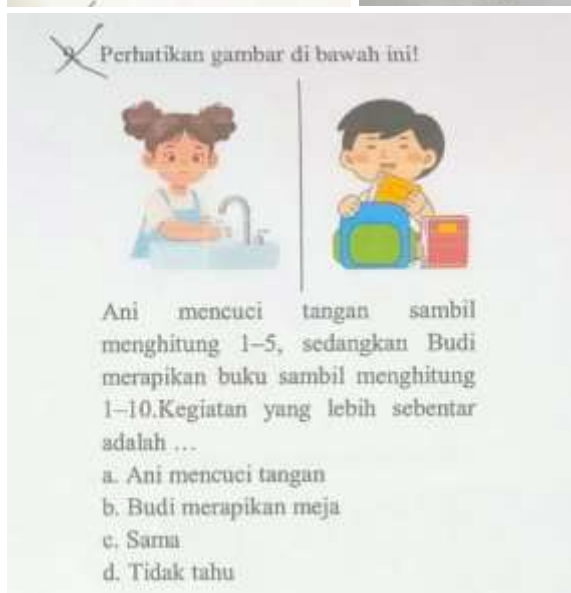 9. Perhatikan gambar di bawah ini!
Ani mencuci tangan sambil
menghitung 1–5, sedangkan Budi
merapikan buku sambil menghitung
1–10.Kegiatan yang lebih sebentar
adalah …
a. Ani mencuci tangan
b. Budi merapikan meja
c. Sama
d. Tidak tahu